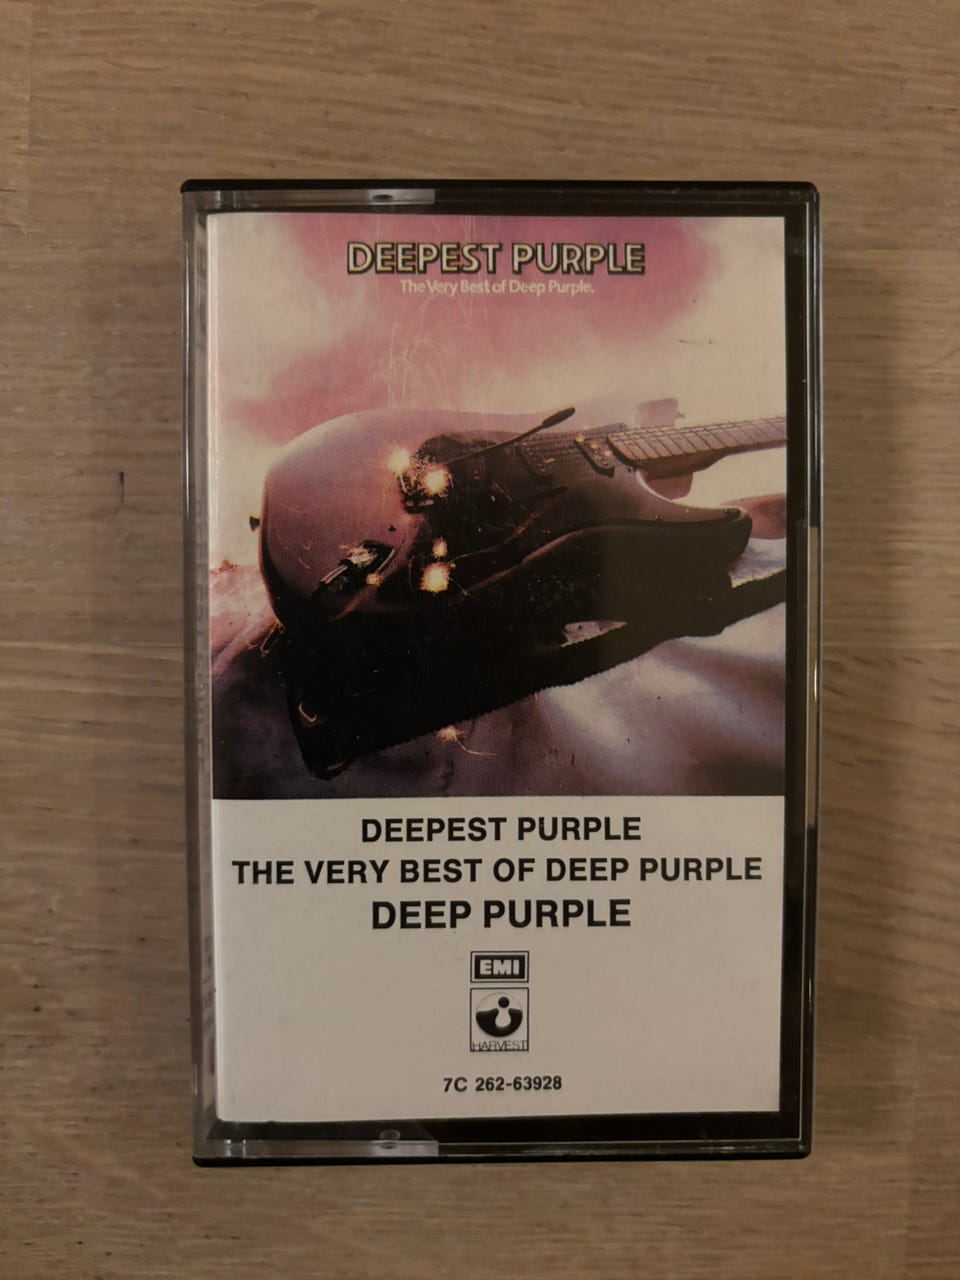 DEEPEST PURPLE
The Very Best of Deep Purple.
DEEPEST PURPLE
THE VERY BEST OF DEEP PURPLE
DEEP PURPLE
EMI
HARVEST
7C 262-63928